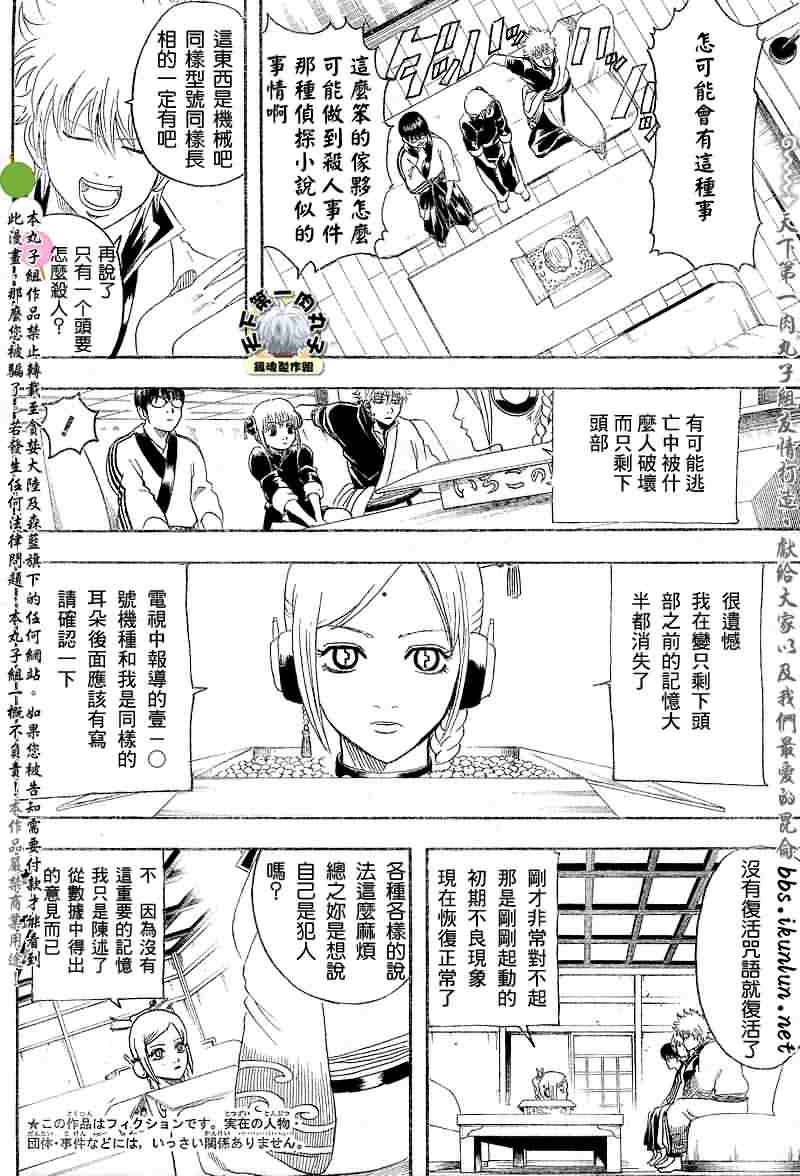 怎可能會有這種事
這麼笨的傢夥怎麼
可能做到殺人事件
那種偵探小說似的
事情啊
這東西是機械吧
同樣型號同樣長
相的一定有吧
再說了
只有一个頭要
怎麼殺人？
天下第一肉丸子
銀魂製作組
有可能逃
亡中被什
麼人破壞
而只剩下
頭部
いちごの
很遺憾
我在變只剩下頭
部之前的記憶大
半都消失了
電視中報導的壹一〇
號機種和我是同樣的
耳朵後面應該有寫
請確認一下
沒有復活咒語就復活了
剛才非常對不起
那是剛剛起動的
初期不良現象
現在恢復正常了
各種各樣的說
法這麼麻煩
總之妳是想說
自己是犯人
嗎？
不 因為沒有
這重要的記憶
我只是陳述了
從數據中得出
的意見而已
★この作品はフィクションです。実在の人物・
団体・事件などには、いっさい関係ありません。
天下第一肉丸子組友情打造，獻給大家以及我們最愛的昆侖 bbs.ikunlun.net
本丸子組作品禁止轉載至貪婪大陸及森藍旗下的任何網站。如果您被告知需要付款才能看到
此漫畫！那麼您被騙了！若發生任何法律問題！本丸子組一概不負責！本作品嚴禁商業用途！